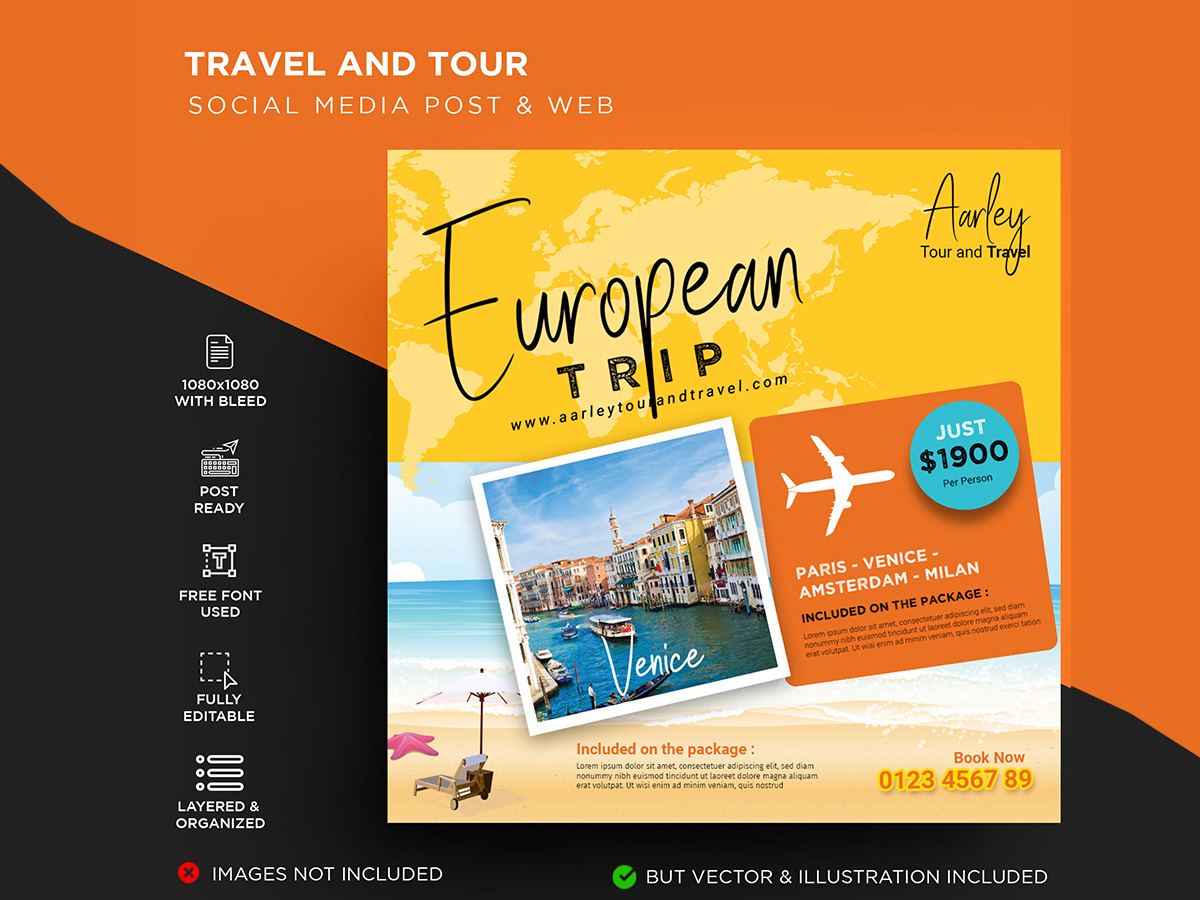 TRAVEL AND TOUR
SOCIAL MEDIA POST & WEB
Aarley
Tour and Travel
European
TRIP
www.aarleytourandtravel.com
JUST
$1900
Per Person
PARIS - VENICE -
AMSTERDAM - MILAN
INCLUDED ON THE PACKAGE :
Lorem ipsum dolor sit amet, consectetuer adipiscing elit, sed diam
nonummy nibh euismod tincidunt ut laoreet dolore magna aliquam
erat volutpat. Ut wisi enim ad minim veniam, quis nostrud exerci tation
Venice
Included on the package :
Lorem ipsum dolor sit amet, consectetuer adipiscing elit, sed diam
nonummy nibh euismod tincidunt ut laoreet dolore magna aliquam
erat volutpat. Ut wisi enim ad minim veniam, quis nostrud
Book Now
0123 4567 89
1080x1080
WITH BLEED
POST
READY
T
FREE FONT
USED
FULLY
EDITABLE
LAYERED &
ORGANIZED
IMAGES NOT INCLUDED
BUT VECTOR & ILLUSTRATION INCLUDED